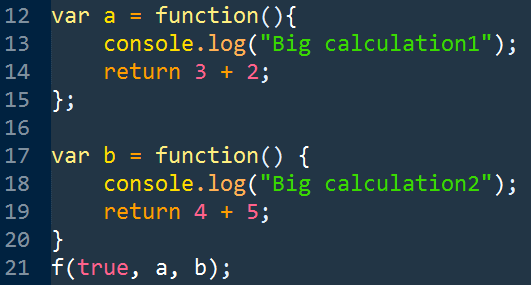 12 var a = function(){
13     console.log("Big calculation1");
14     return 3 + 2;
15 };
16
17 var b = function() {
18     console.log("Big calculation2");
19     return 4 + 5;
20 }
21 f(true, a, b);